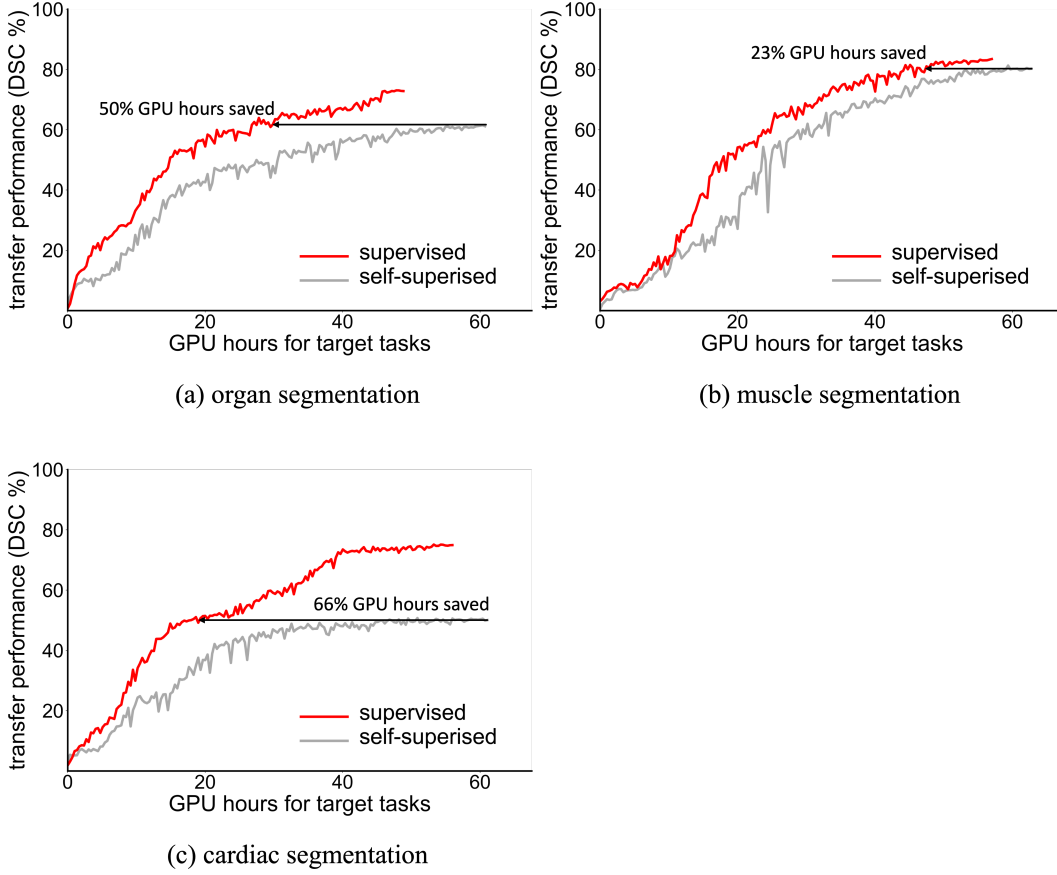 transfer performance (DSC %)
100
80
60
40
20
0
20
40
60
50% GPU hours saved
supervised
self-superised
GPU hours for target tasks
(a) organ segmentation
transfer performance (DSC %)
100
80
60
40
20
0
20
40
60
23% GPU hours saved
supervised
self-superised
GPU hours for target tasks
(b) muscle segmentation
transfer performance (DSC %)
100
80
60
40
20
0
20
40
60
66% GPU hours saved
supervised
self-superised
GPU hours for target tasks
(c) cardiac segmentation